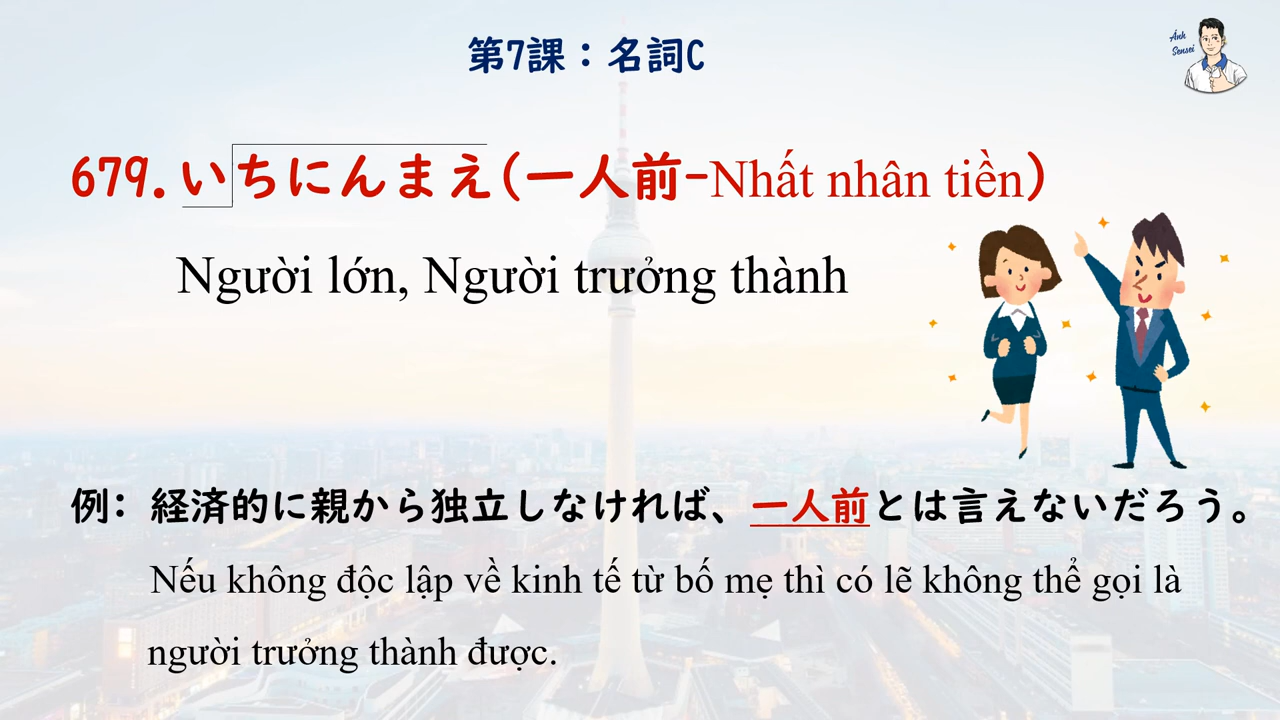 第7課：名詞C
Ánh
Sensei
679. いちにんまえ(一人前-Nhất nhân tiền)
Người lớn, Người trưởng thành
例: 経済的に親から独立しなければ、一人前とは言えないだろう。
Nếu không độc lập về kinh tế từ bố mẹ thì có lẽ không thể gọi là
người trưởng thành được.